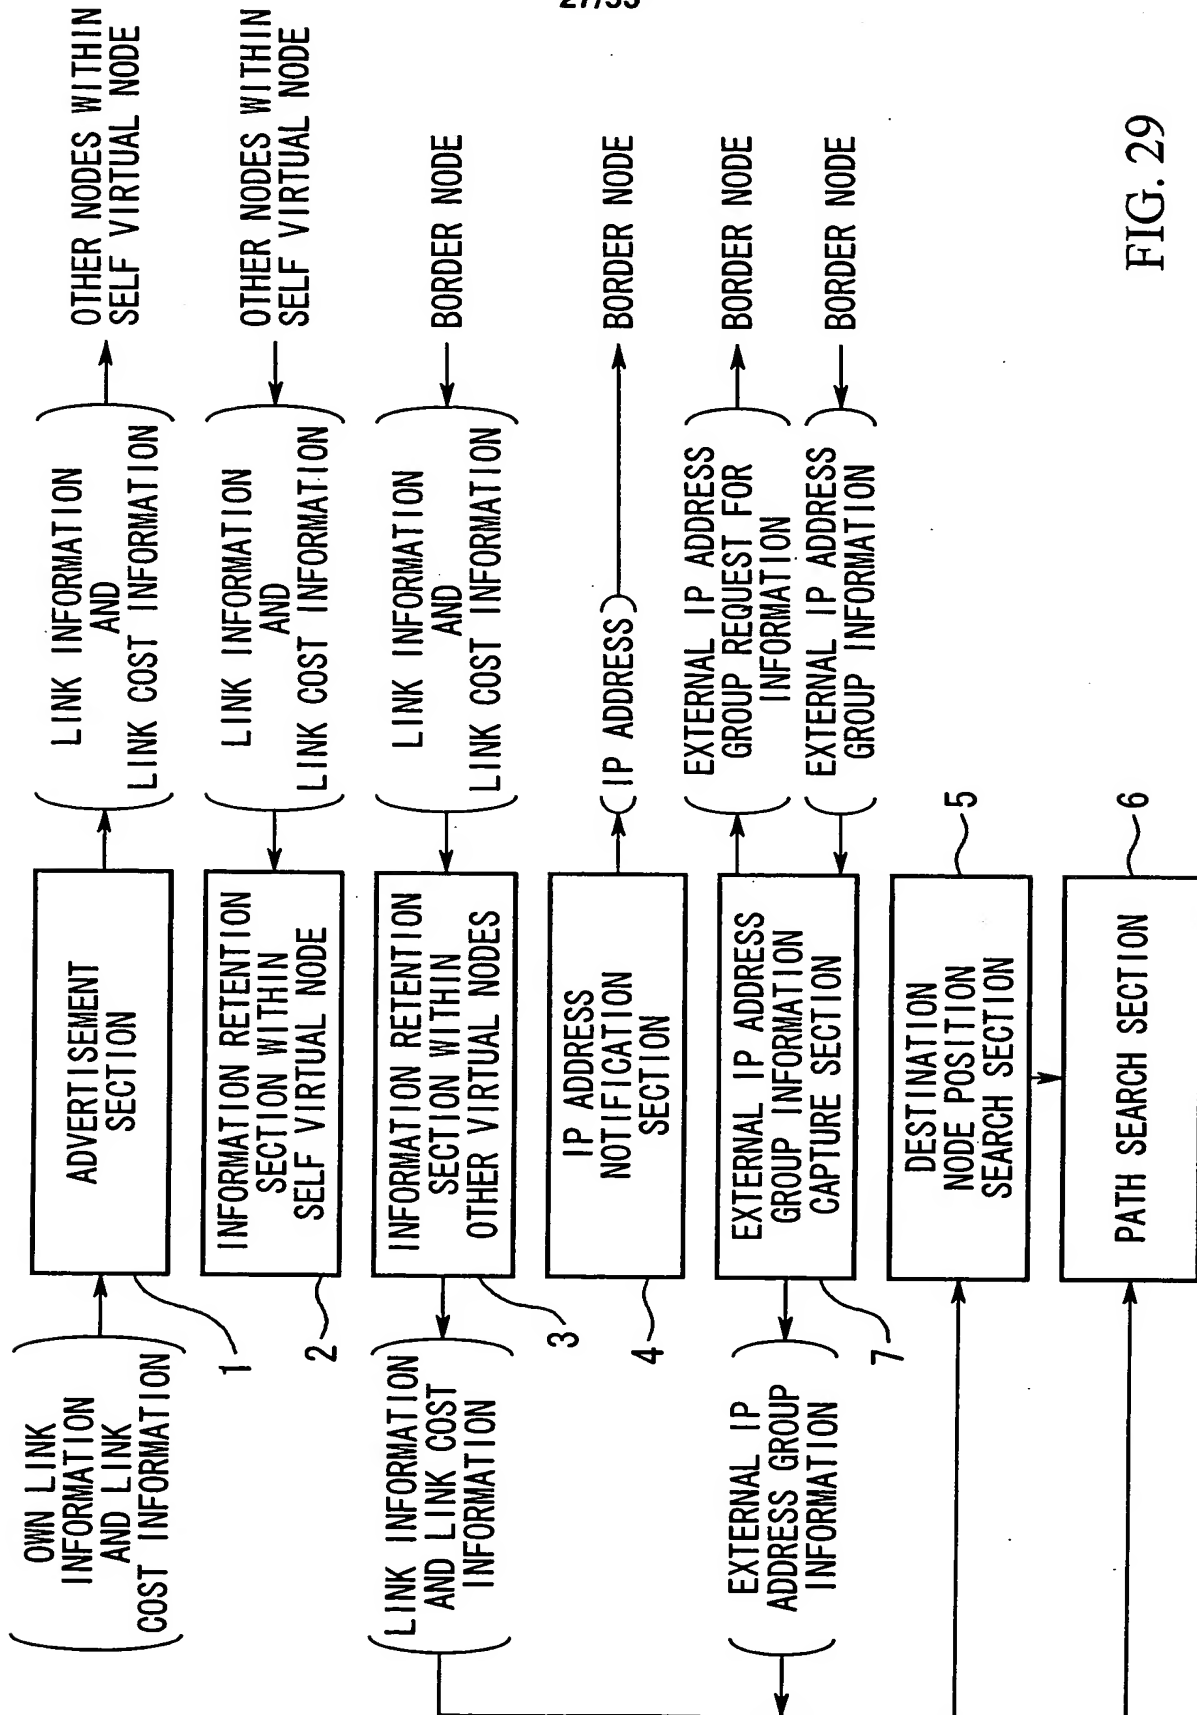 27/33
OWN LINK
INFORMATION
AND LINK
COST INFORMATION
1
ADVERTISEMENT
SECTION
LINK INFORMATION
AND
LINK COST INFORMATION
OTHER NODES WITHIN
SELF VIRTUAL NODE
2
INFORMATION RETENTION
SECTION WITHIN
SELF VIRTUAL NODE
LINK INFORMATION
AND
LINK COST INFORMATION
OTHER NODES WITHIN
SELF VIRTUAL NODE
LINK INFORMATION
AND LINK COST
INFORMATION
3
INFORMATION RETENTION
SECTION WITHIN
OTHER VIRTUAL NODES
LINK INFORMATION
AND
LINK COST INFORMATION
BORDER NODE
4
IP ADDRESS
NOTIFICATION
SECTION
IP ADDRESS
BORDER NODE
EXTERNAL IP
ADDRESS GROUP
INFORMATION
7
EXTERNAL IP ADDRESS
GROUP INFORMATION
CAPTURE SECTION
EXTERNAL IP ADDRESS
GROUP REQUEST FOR
INFORMATION
BORDER NODE
EXTERNAL IP ADDRESS
GROUP INFORMATION
BORDER NODE
DESTINATION
NODE POSITION
SEARCH SECTION
5
PATH SEARCH SECTION
6
FIG. 29